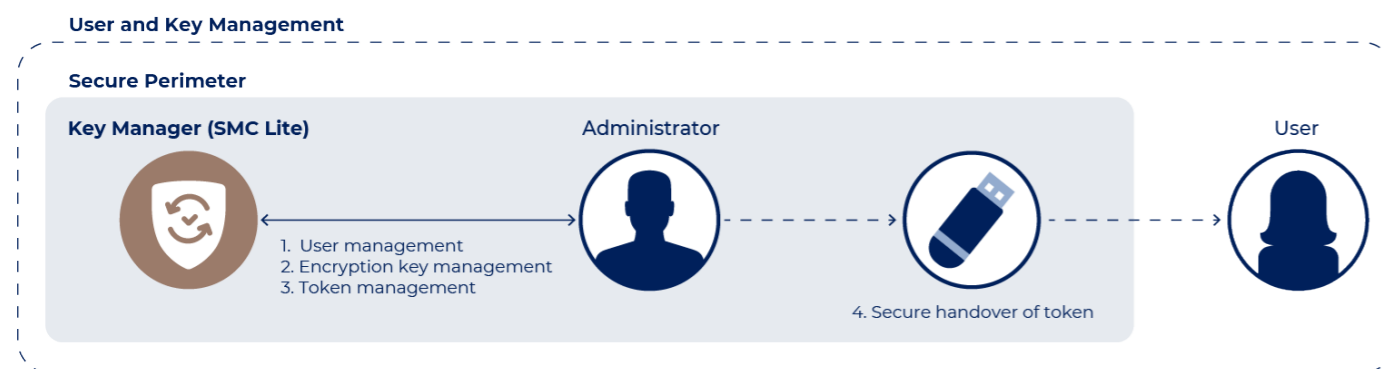 User and Key Management
Secure Perimeter
Key Manager (SMC Lite)
Administrator
User
1. User management
2. Encryption key management
3. Token management
4. Secure handover of token